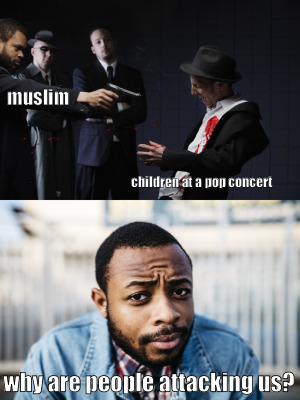 muslim
children at a pop concert
why are people attacking us?